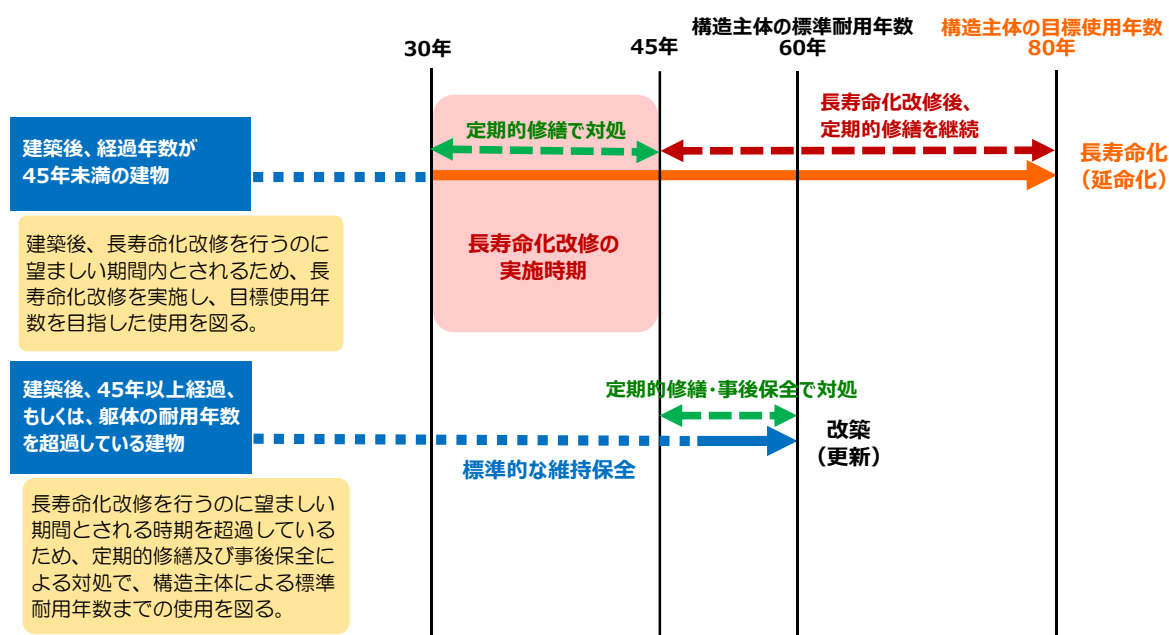 構造主体の標準耐用年数
構造主体の目標使用年数
30年
45年
60年
80年
建築後、経過年数が
45年未満の建物
定期的修繕で対処
長寿命化改修後、
定期的修繕を継続
長寿命化
（延命化）
建築後、長寿命化改修を行うのに
望ましい期間内とされるため、長
寿命化改修を実施し、目標使用年
数を目指した使用を図る。
長寿命化改修の
実施時期
建築後、45年以上経過、
もしくは、躯体の耐用年数
を超過している建物
定期的修繕・事後保全で対処
標準的な維持保全
改築
（更新）
長寿命化改修を行うのに望ましい
期間とされる時期を超過している
ため、定期的修繕及び事後保全に
よる対処で、構造主体による標準
耐用年数までの使用を図る。